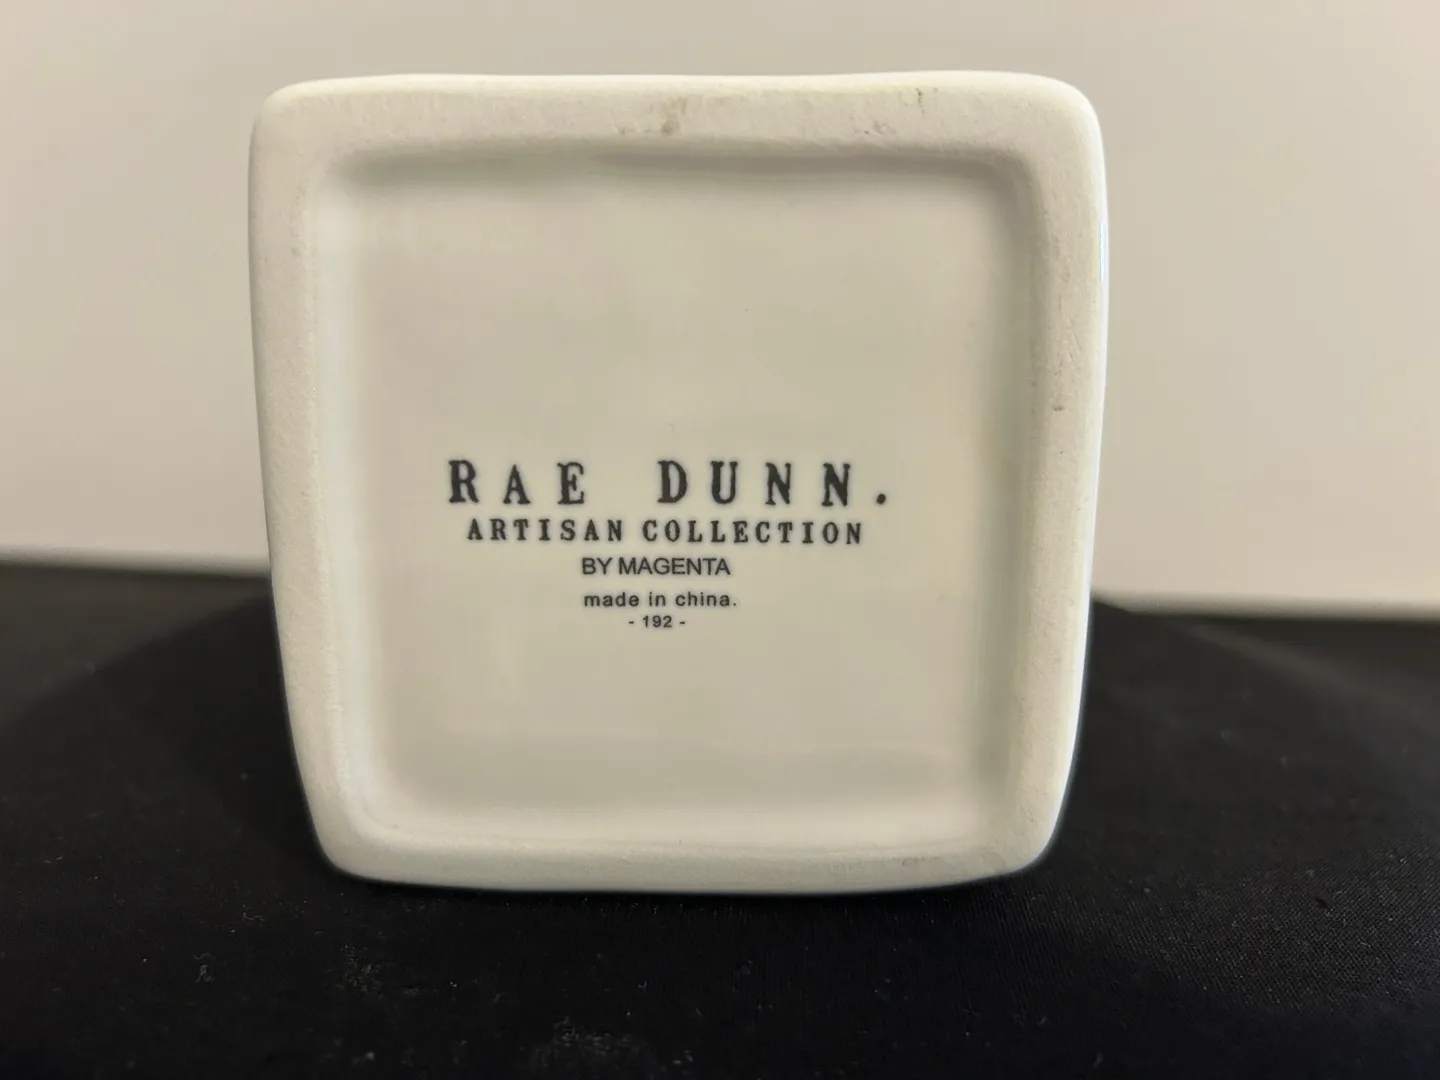 RAE DUNN.
ARTISAN COLLECTION
BY MAGENTA
made in china.
- 192 -